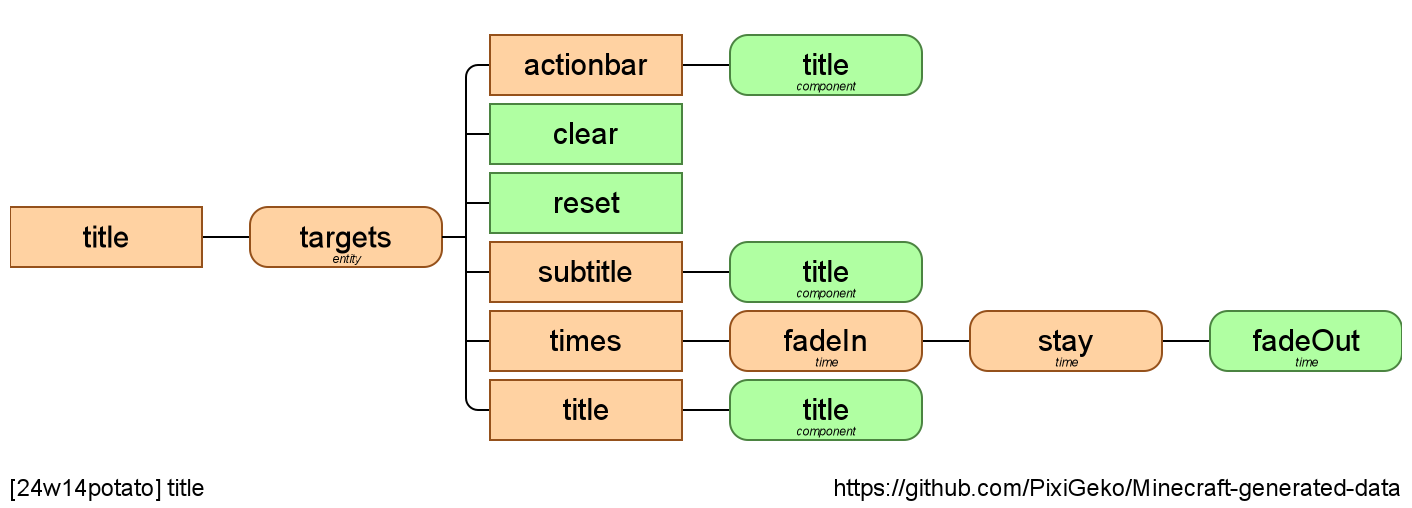 actionbar
title
component
clear
reset
title
targets
entity
subtitle
title
component
times
fadeIn
time
stay
time
fadeOut
time
title
title
component
[24w14potato] title
https://github.com/PixiGeko/Minecraft-generated-data